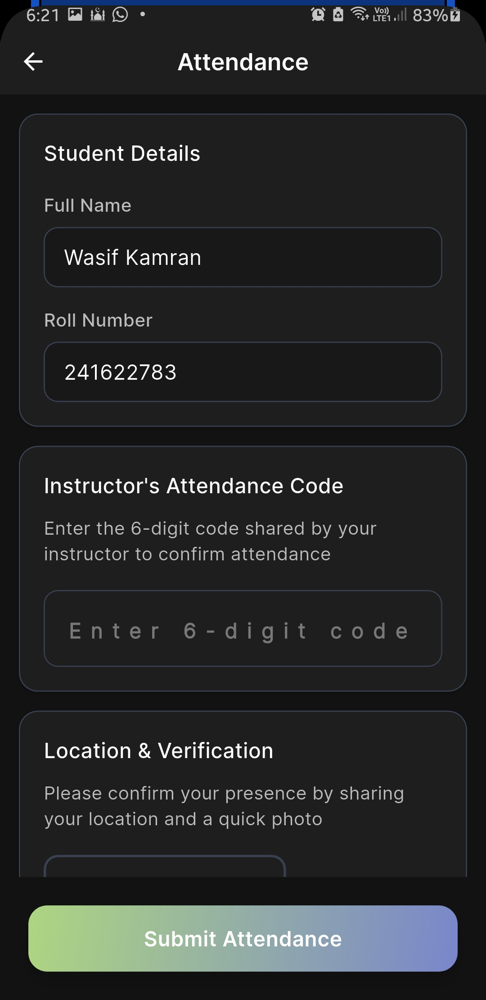 6:21
Vo))
LTE1
83%
Attendance
Student Details
Full Name
Wasif Kamran
Roll Number
241622783
Instructor's Attendance Code
Enter the 6-digit code shared by your
instructor to confirm attendance
Enter 6-digit code
Location & Verification
Please confirm your presence by sharing
your location and a quick photo
Submit Attendance